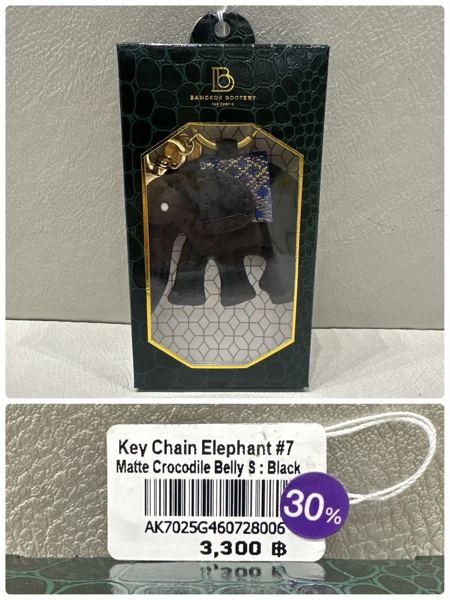 B
BANGKOK BOOTERY
Key Chain Elephant #7
Matte Crocodile Belly S : Black
AK7025G460728006
30%
3,300 ฿